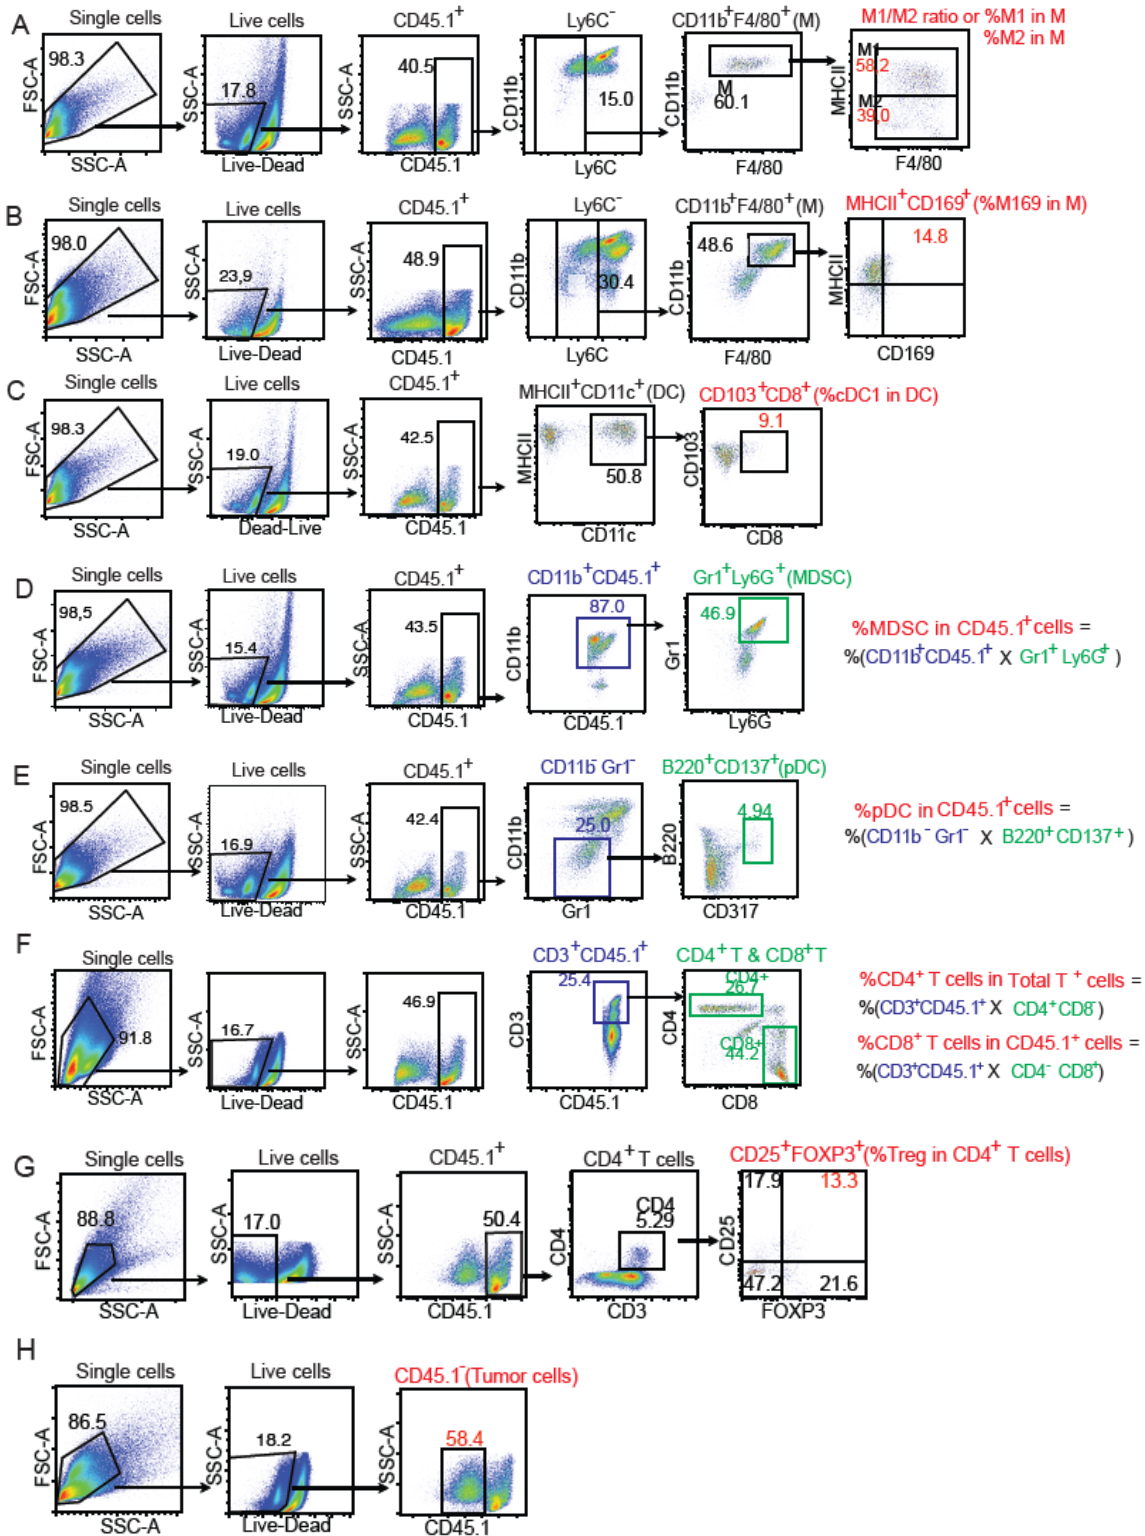 A
Single cells
Live cells
CD45.1+
Ly6C-
CD11b+F4/80+(M)
M1/M2 ratio or %M1 in M
%M2 in M
98.3
17.8
40.5
15.0
M
60.1
M1
58,2
M2
39,0
FSC-A
SSC-A
SSC-A
Live-Dead
SSC-A
CD45.1
CD11b
Ly6C
CD11b
F4/80
MHCII
F4/80
B
Single cells
Live cells
CD45.1+
Ly6C-
CD11b+F4/80+(M)
MHCII+CD169+(%M169 in M)
98.0
23,9
48.9
30.4
48.6
14.8
FSC-A
SSC-A
SSC-A
Live-Dead
SSC-A
CD45.1
CD11b
Ly6C
CD11b
F4/80
MHCII
CD169
C
Single cells
Live cells
CD45.1+
MHCII+CD11c+(DC)
CD103+CD8+(%cDC1 in DC)
98.3
19.0
42.5
50.8
9.1
FSC-A
SSC-A
SSC-A
Dead-Live
SSC-A
CD45.1
MHCII
CD11c
CD103
CD8
D
Single cells
Live cells
CD45.1+
CD11b+CD45.1+
Gr1+Ly6G+(MDSC)
98,5
15.4
43.5
87.0
46.9
FSC-A
SSC-A
SSC-A
Live-Dead
SSC-A
CD45.1
CD11b
CD45.1
Gr1
Ly6G
%MDSC in CD45.1+cells =
%(CD11b+CD45.1+ X Gr1+ Ly6G+ )
E
Single cells
Live cells
CD45.1+
CD11b-Gr1-
B220+CD137+(pDC)
98.5
16.9
42.4
25.0
4.94
FSC-A
SSC-A
SSC-A
Live-Dead
SSC-A
CD45.1
CD11b
Gr1
B220
CD317
%pDC in CD45.1+cells =
%(CD11b- Gr1- X B220+CD137+ )
F
Single cells
Live cells
CD45.1+
CD3+CD45.1+
CD4+T & CD8+T
91.8
16.7
46.9
25.4
CD4+
26.7
CD8+
44.2
FSC-A
SSC-A
SSC-A
Live-Dead
SSC-A
CD45.1
CD3
CD45.1
CD4
CD8
%CD4+ T cells in Total T + cells =
%(CD3+CD45.1+ X CD4+CD8-)
%CD8+ T cells in CD45.1+ cells =
%(CD3+CD45.1+ X CD4- CD8+)
G
Single cells
Live cells
CD45.1+
CD4+T cells
CD25+FOXP3+(%Treg in CD4+ T cells)
88.8
17.0
50.4
CD4
5.29
17.9
13.3
47.2
21.6
FSC-A
SSC-A
SSC-A
Live-Dead
SSC-A
CD45.1
CD4
CD3
CD25
FOXP3
H
Single cells
Live cells
CD45.1-(Tumor cells)
86.5
18.2
58.4
FSC-A
SSC-A
SSC-A
Live-Dead
SSC-A
CD45.1